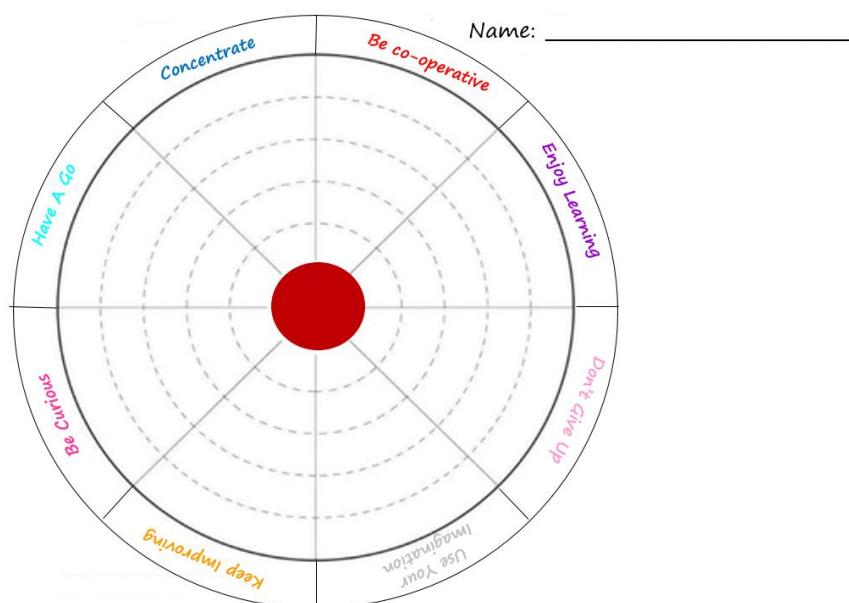 Name:
Concentrate
Be co-operative
Enjoy Learning
Don't Give Up
Use Your
Imagination
Keep Improving
Be Curious
Have A Go